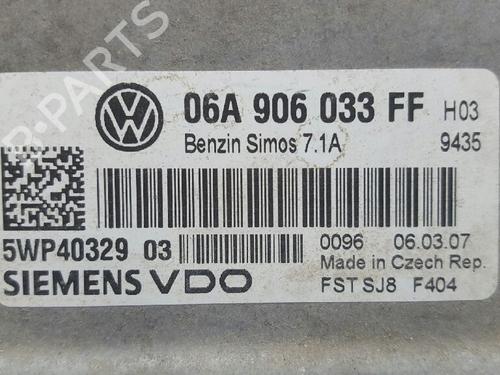 06A 906 033 FF H03
Benzin Simos 7.1A 9435
5WP40329 03
0096 06.03.07
Made in Czech Rep.
SIEMENS VDO
FST SJ8 F404